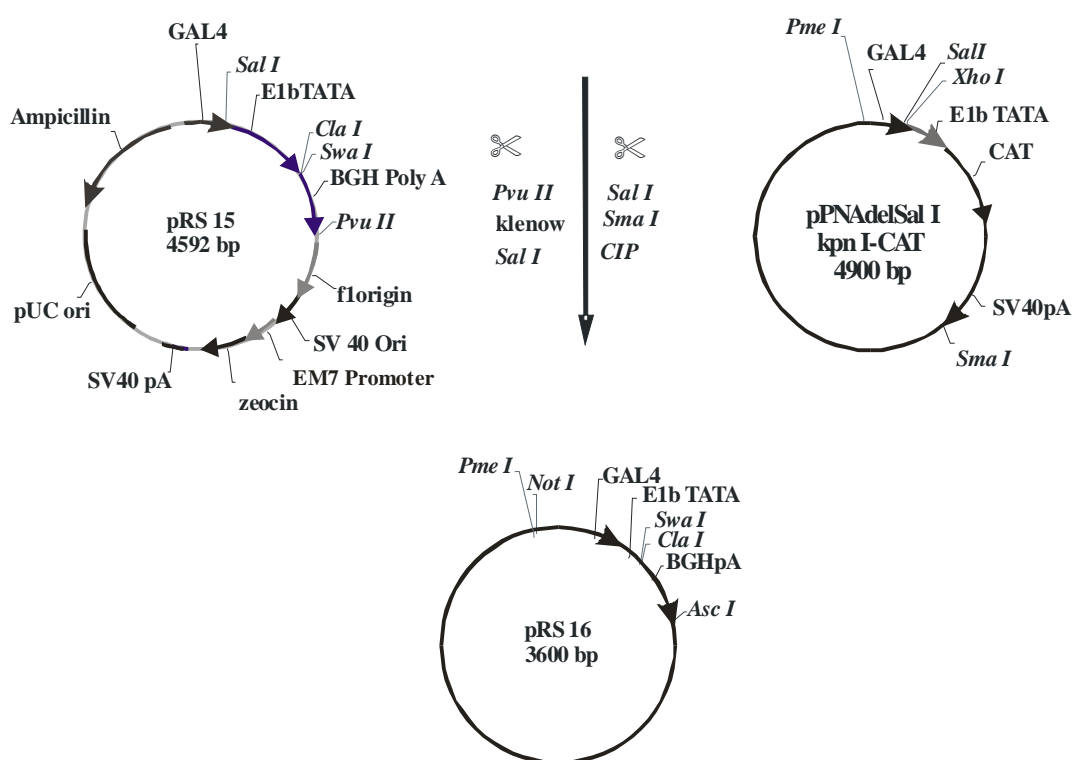 GAL4
Sal I
E1bTATA
Ampicillin
Cla I
Swa I
BGH Poly A
Pvu II
pRS 15
4592 bp
f1origin
pUC ori
SV 40 Ori
SV40 pA
EM7 Promoter
zeocin
Pvu II
klenow
Sal I
Sal I
Sma I
CIP
Pme I
GAL4
SalI
Xho I
E1b TATA
CAT
pPNAdelSal I
kpn I-CAT
4900 bp
SV40pA
Sma I
Pme I
Not I
GAL4
E1b TATA
Swa I
Cla I
BGHpA
Asc I
pRS 16
3600 bp